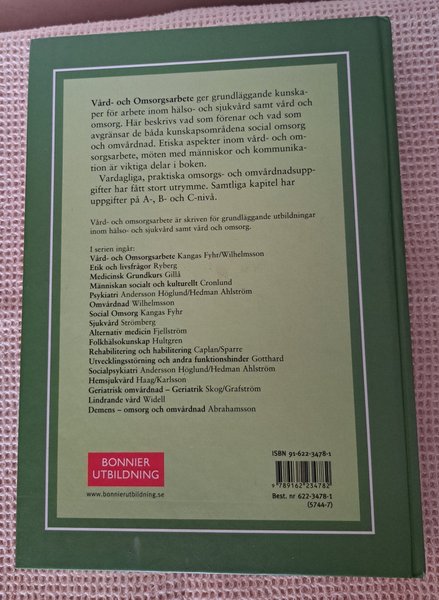 Vård- och Omsorgsarbete ger grundläggande kunska-
per för arbete inom hälso- och sjukvård samt vård och
omsorg. Här beskrivs vad som förenar och vad som
avgränsar de båda kunskapsområdena social omsorg
och omvårdnad. Etiska aspekter inom vård- och om-
sorgsarbete, möten med människor och kommunika-
tion är viktiga delar i boken.
Vardagliga, praktiska omsorgs- och omvårdnadsupp-
gifter har fått stort utrymme. Samtliga kapitel har
uppgifter på A-, B- och C-nivå.
Vård- och omsorgsarbete är skriven för grundläggande utbildningar
inom hälso- och sjukvård samt vård och omsorg.
I serien ingår:
Vård- och Omsorgsarbete Kangas Fyhr/Wilhelmsson
Etik och livsfrågor Ryberg
Medicinsk Grundkurs Gillå
Människan socialt och kulturellt Cronlund
Psykiatri Andersson Höglund/Hedman Ahlström
Omvårdnad Wilhelmsson
Social Omsorg Kangas Fyhr
Sjukvård Strömberg
Alternativ medicin Fjellström
Folkhälsokunskap Hultgren
Rehabilitering och habilitering Caplan/Sparre
Utvecklingsstörning och andra funktionshinder Gotthard
Socialpsykiatri Andersson Höglund/Hedman Ahlström
Hemsjukvård Haag/Karlsson
Geriatrisk omvårdnad – Geriatrik Skog/Grafström
Lindrande vård Widell
Demens – omsorg och omvårdnad Abrahamsson
BONNIER
UTBILDNING
www.bonnierutbildning.se
ISBN 91-622-3478-1
9 789162 234782
Best. nr 622-3478-1
(5744-7)